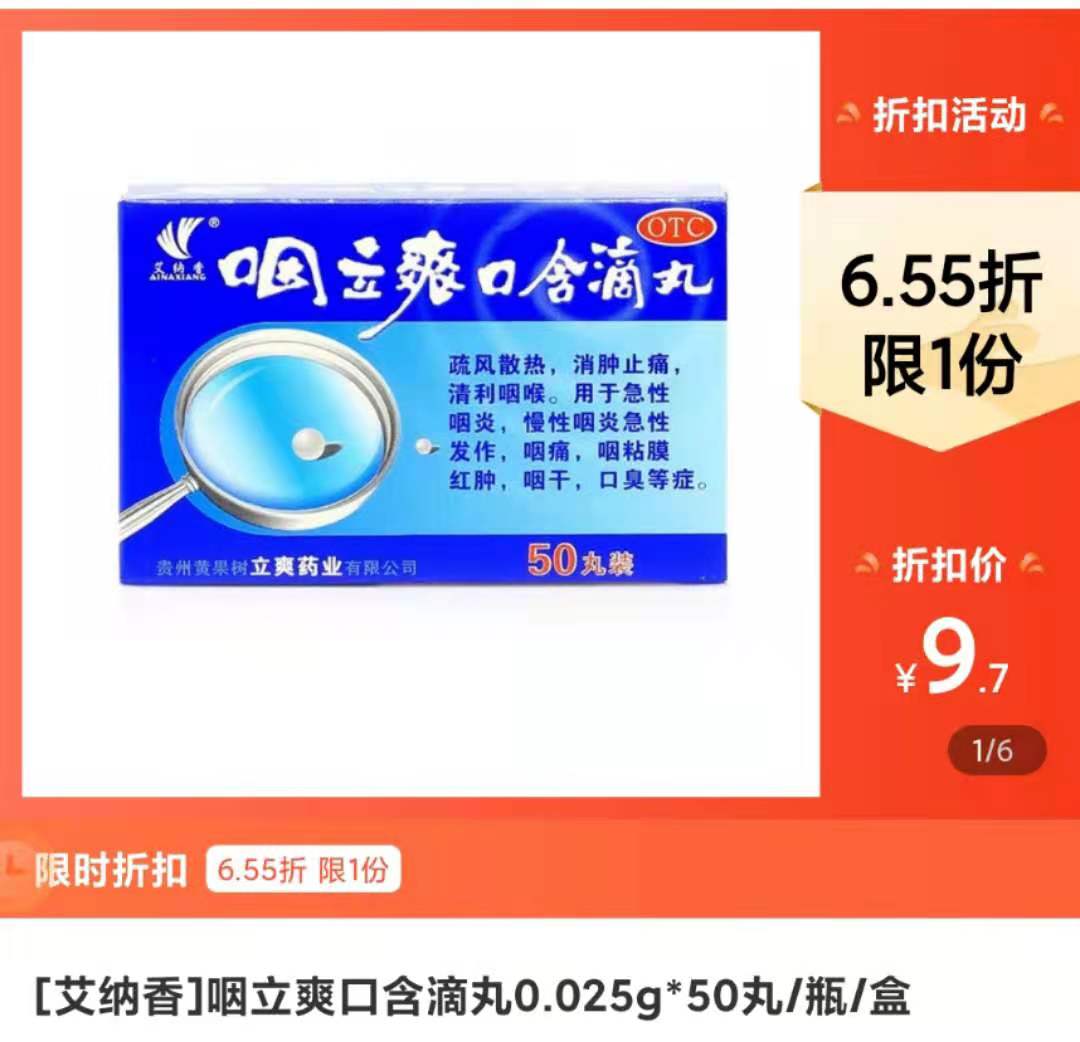 折扣活动
6.55折
限1份
艾纳香
AINAXIANG
®
咽立爽口含滴丸
OTC
疏风散热，消肿止痛，
清利咽喉。用于急性
咽炎，慢性咽炎急性
发作，咽痛，咽粘膜
红肿，咽干，口臭等症。
贵州黄果树立爽药业有限公司
50丸装
折扣价
¥9.7
1/6
限时折扣
6.55折 限1份
[艾纳香]咽立爽口含滴丸0.025g*50丸/瓶/盒